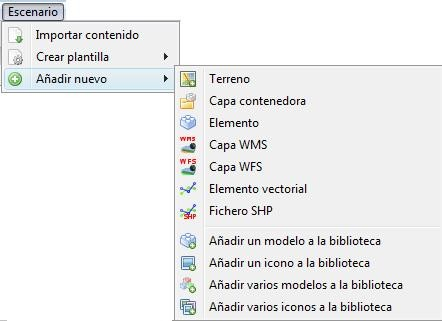 Escenario
Importar contenido
Crear plantilla
Añadir nuevo
Terreno
Capa contenedora
Elemento
WMS Capa WMS
WFS Capa WFS
Elemento vectorial
SHP Fichero SHP
Añadir un modelo a la biblioteca
Añadir un icono a la biblioteca
Añadir varios modelos a la biblioteca
Añadir varios iconos a la biblioteca